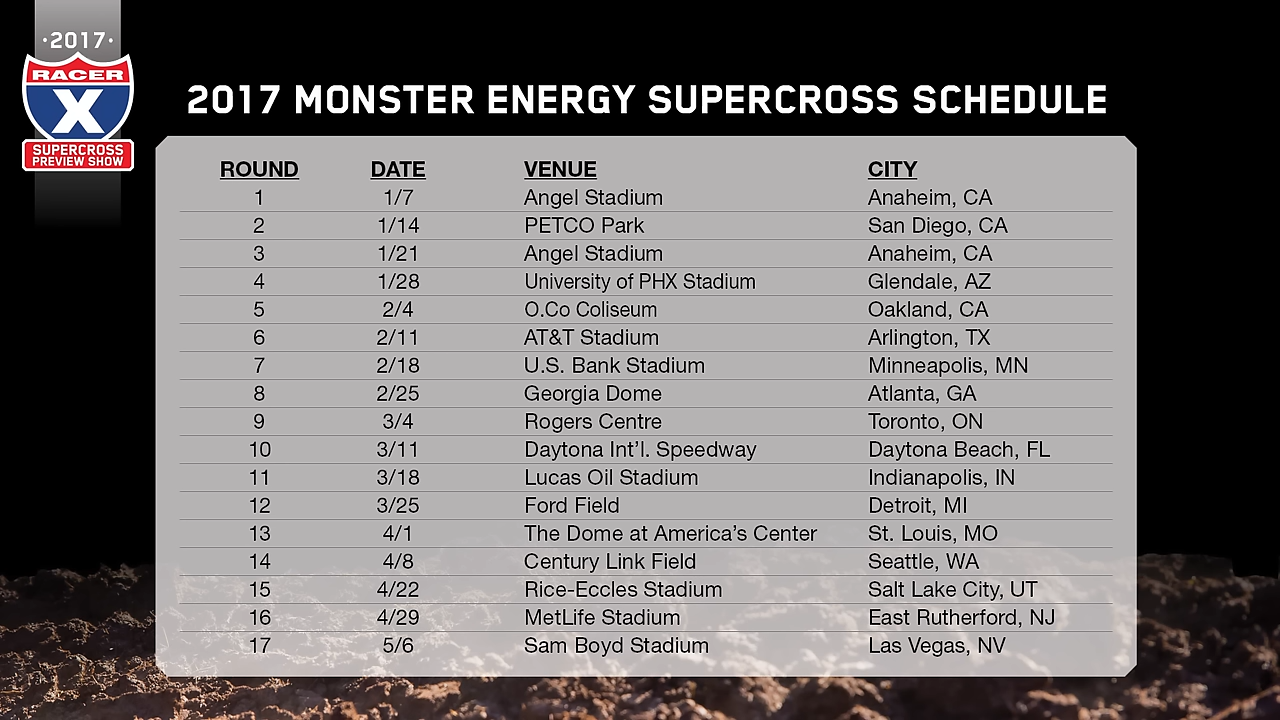 ·2017·
RACER
X
SUPERCROSS
PREVIEW SHOW
2017 MONSTER ENERGY SUPERCROSS SCHEDULE
ROUND DATE VENUE CITY
1 1/7 Angel Stadium Anaheim, CA
2 1/14 PETCO Park San Diego, CA
3 1/21 Angel Stadium Anaheim, CA
4 1/28 University of PHX Stadium Glendale, AZ
5 2/4 O.Co Coliseum Oakland, CA
6 2/11 AT&T Stadium Arlington, TX
7 2/18 U.S. Bank Stadium Minneapolis, MN
8 2/25 Georgia Dome Atlanta, GA
9 3/4 Rogers Centre Toronto, ON
10 3/11 Daytona Int’l. Speedway Daytona Beach, FL
11 3/18 Lucas Oil Stadium Indianapolis, IN
12 3/25 Ford Field Detroit, MI
13 4/1 The Dome at America’s Center St. Louis, MO
14 4/8 Century Link Field Seattle, WA
15 4/22 Rice-Eccles Stadium Salt Lake City, UT
16 4/29 MetLife Stadium East Rutherford, NJ
17 5/6 Sam Boyd Stadium Las Vegas, NV